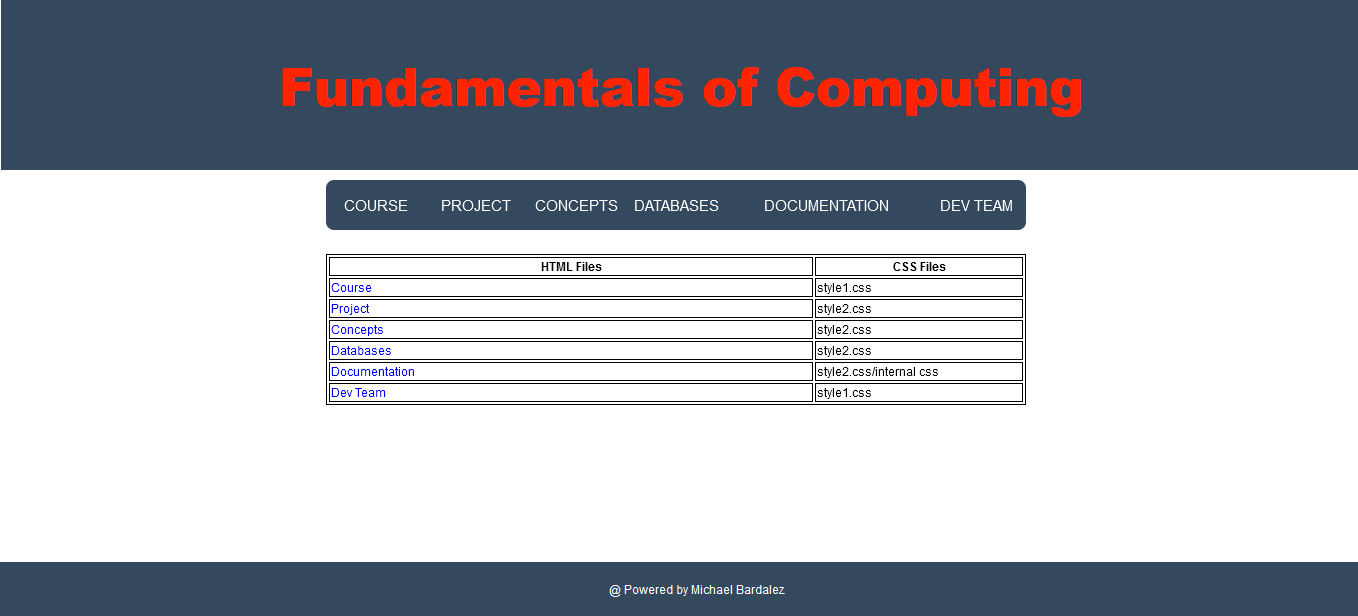 Fundamentals of Computing
COURSE PROJECT CONCEPTS DATABASES DOCUMENTATION DEV TEAM
HTML Files CSS Files
Course style1.css
Project style2.css
Concepts style2.css
Databases style2.css
Documentation style2.css/internal css
Dev Team style1.css
@ Powered by Michael Bardalez